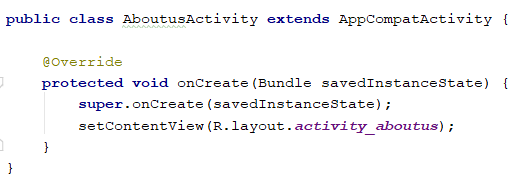 public class AboutusActivity extends AppCompatActivity {
@Override
protected void onCreate(Bundle savedInstanceState) {
super.onCreate(savedInstanceState);
setContentView(R.layout.activity_aboutus);
}
}